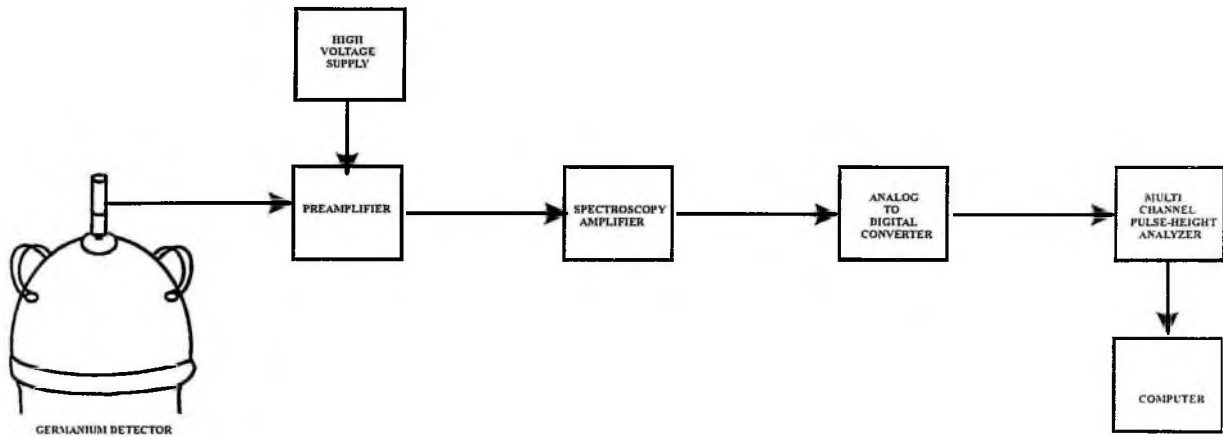 HIGH
VOLTAGE
SUPPLY
PREAMPLIFIER
SPECTROSCOPY
AMPLIFIER
ANALOG
TO
DIGITAL
CONVERTER
MULTI
CHANNEL
PULSE-HEIGHT
ANALYZER
COMPUTER
GERMANIUM DETECTOR